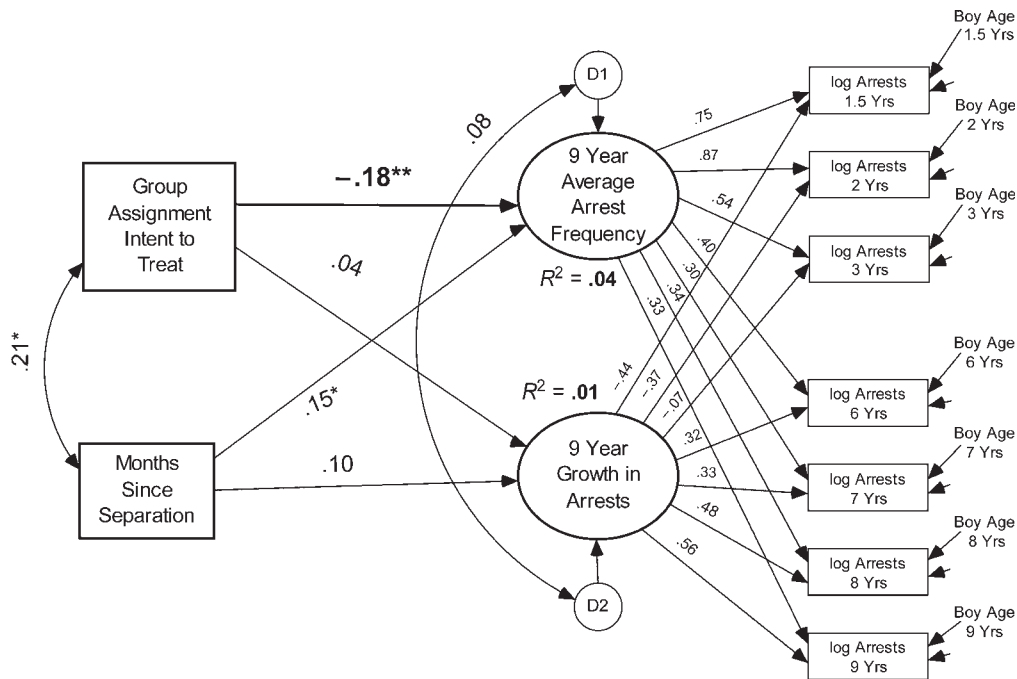 Boy Age
1.5 Yrs
D1
log Arrests
1.5 Yrs
.08
.75
Boy Age
2 Yrs
9 Year
Average
Arrest
Frequency
.87
log Arrests
2 Yrs
Group
Assignment
Intent to
Treat
–.18**
.54
Boy Age
3 Yrs
log Arrests
3 Yrs
.04
.40
.30
.34
.33
R² = .04
.21*
.15*
R² = .01
–.44
–.37
–.07
Boy Age
6 Yrs
log Arrests
6 Yrs
Months
Since
Separation
.10
9 Year
Growth in
Arrests
.32
.33
.48
.56
Boy Age
7 Yrs
log Arrests
7 Yrs
Boy Age
8 Yrs
log Arrests
8 Yrs
D2
Boy Age
9 Yrs
log Arrests
9 Yrs